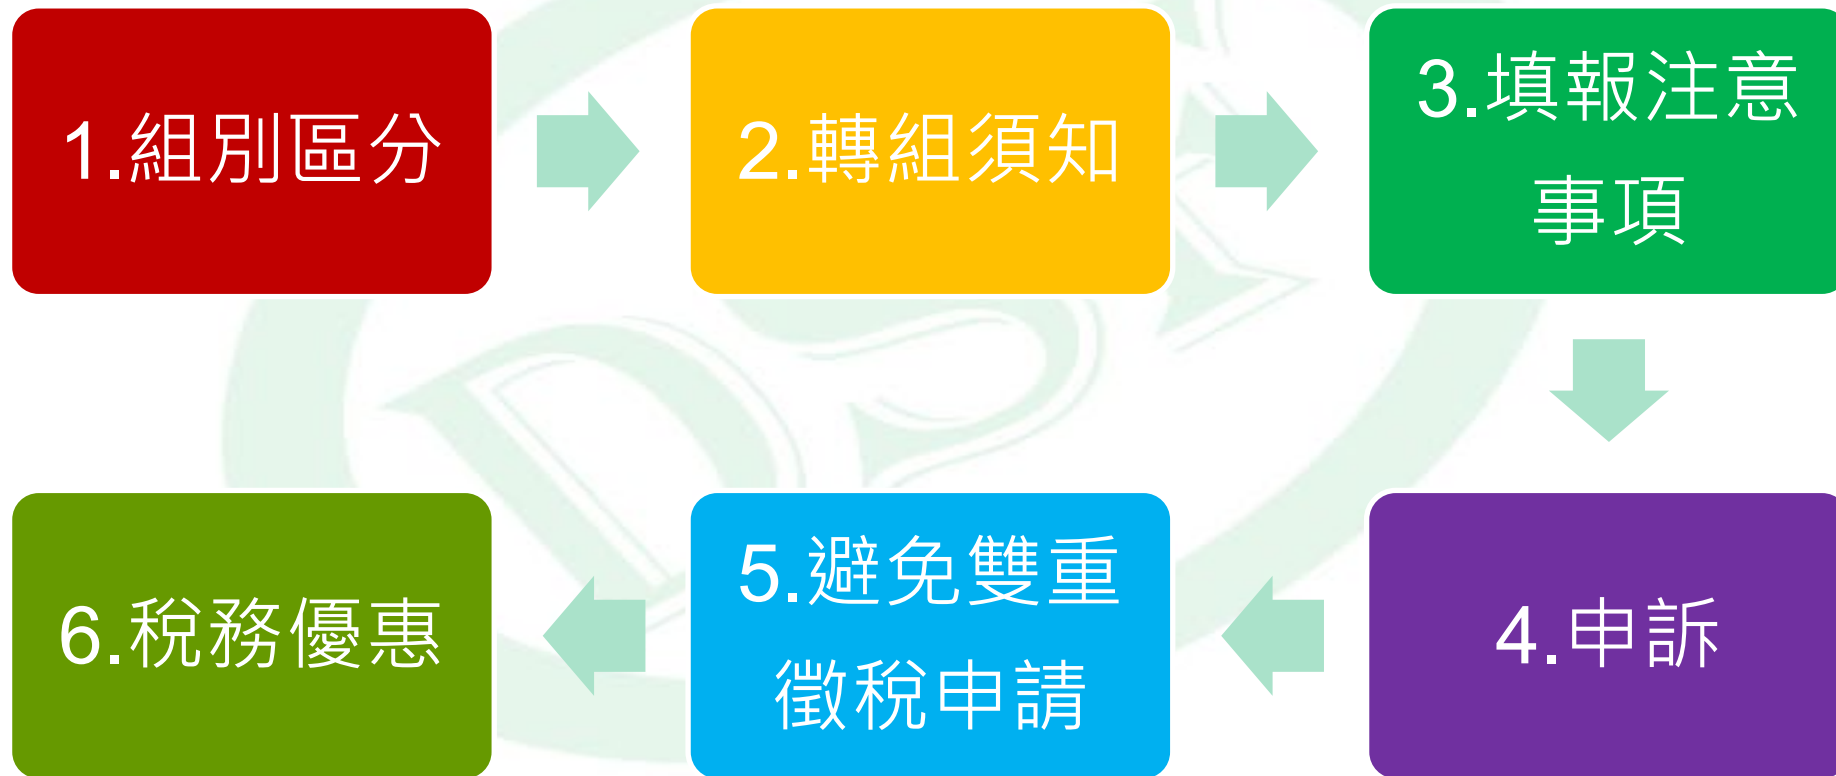 1.組別區分
2.轉組須知
3.填報注意
事項
4.申訴
5.避免雙重
徵稅申請
6.稅務優惠